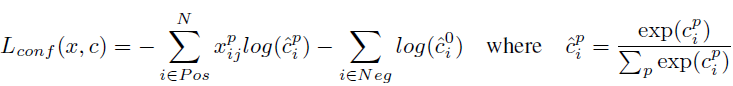 $L_{conf}(x, c) = - \sum_{i \in Pos}^{N} x_{ij}^{p} log(\hat{c}_{i}^{p}) - \sum_{i \in Neg} log(\hat{c}_{i}^{0}) \quad \text{where} \quad \hat{c}_{i}^{p} = \frac{\exp(c_{i}^{p})}{\sum_{p} \exp(c_{i}^{p})}$